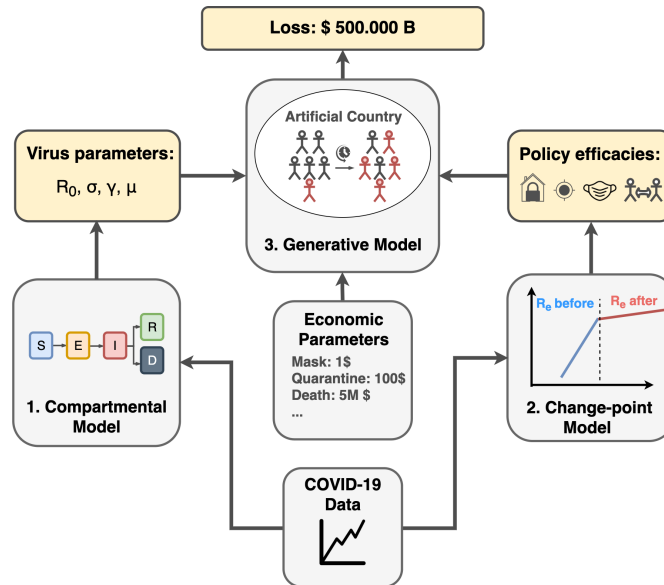 Loss: $ 500.000 B
Artificial Country
3. Generative Model
Virus parameters:
R0, σ, γ, μ
Policy efficacies:
S
E
I
R
D
1. Compartmental
Model
Economic
Parameters
Mask: 1$
Quarantine: 100$
Death: 5M $
...
Re before
Re after
2. Change-point
Model
COVID-19
Data